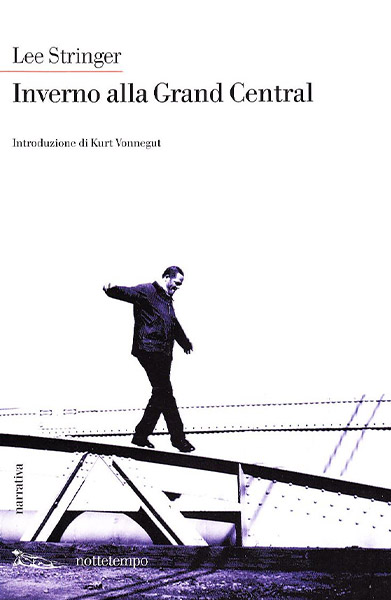 Lee Stringer
Inverno alla Grand Central
Introduzione di Kurt Vonnegut
narrativa
nottetempo